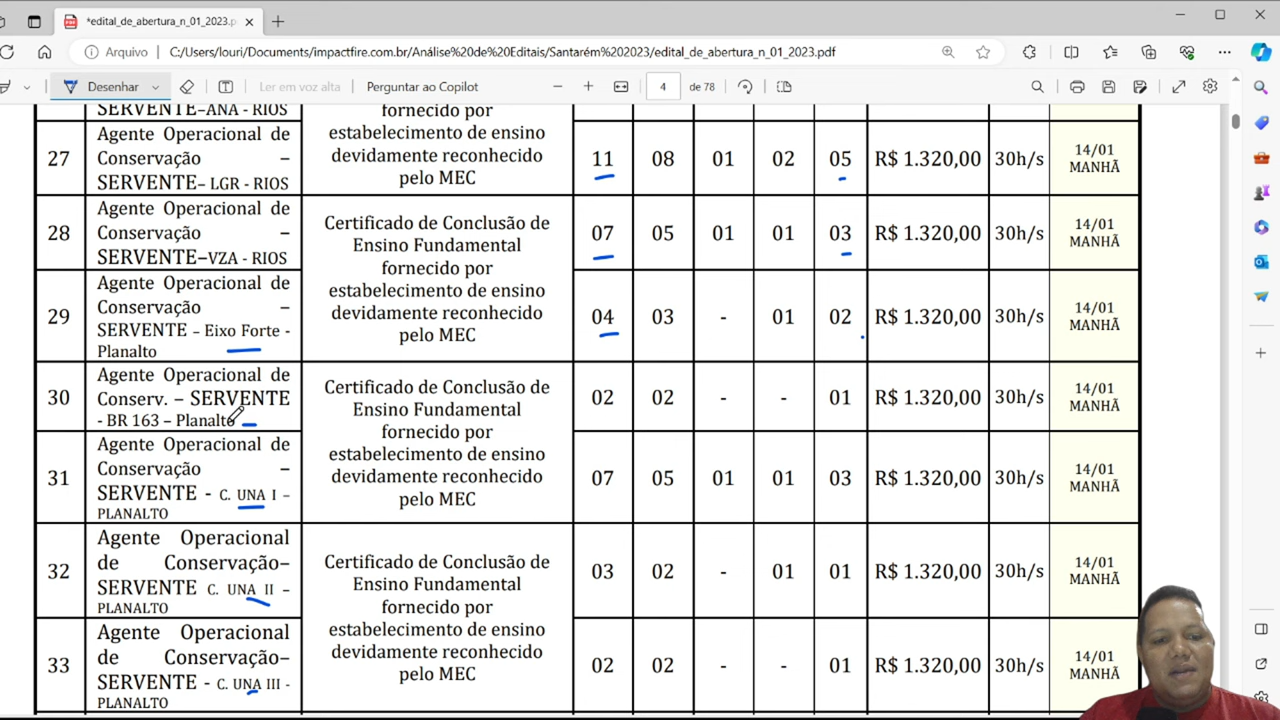 *edital_de_abertura_n_01_2023.p
Arquivo
C:/Users/louri/Documents/impactfire.com.br/Análise%20de%20Editais/Santarém%202023/edital_de_abertura_n_01_2023.pdf
Desenhar
Ler em voz alta
Perguntar ao Copilot
4 de 78
SERVENTE–ANA - RIOS
fornecido por
estabelecimento de ensino
devidamente reconhecido
pelo MEC
27
Agente Operacional de
Conservação –
SERVENTE– LGR - RIOS
11 08 01 02 05 R$ 1.320,00 30h/s 14/01
MANHÃ
28
Agente Operacional de
Conservação –
SERVENTE–VZA - RIOS
Certificado de Conclusão de
Ensino Fundamental
fornecido por
estabelecimento de ensino
devidamente reconhecido
pelo MEC
07 05 01 01 03 R$ 1.320,00 30h/s 14/01
MANHÃ
29
Agente Operacional de
Conservação –
SERVENTE – Eixo Forte -
Planalto
04 03 - 01 02 R$ 1.320,00 30h/s 14/01
MANHÃ
30
Agente Operacional de
Conserv. – SERVENTE
- BR 163 – Planalto
Certificado de Conclusão de
Ensino Fundamental
fornecido por
estabelecimento de ensino
devidamente reconhecido
pelo MEC
02 02 - - 01 R$ 1.320,00 30h/s 14/01
MANHÃ
31
Agente Operacional de
Conservação –
SERVENTE - C. UNA I –
PLANALTO
07 05 01 01 03 R$ 1.320,00 30h/s 14/01
MANHÃ
32
Agente Operacional
de Conservação–
SERVENTE C. UNA II –
PLANALTO
Certificado de Conclusão de
Ensino Fundamental
fornecido por
estabelecimento de ensino
devidamente reconhecido
pelo MEC
03 02 - 01 01 R$ 1.320,00 30h/s 14/01
MANHÃ
33
Agente Operacional
de Conservação–
SERVENTE - C. UNA III -
PLANALTO
02 02 - - 01 R$ 1.320,00 30h/s 14/01
MANHÃ